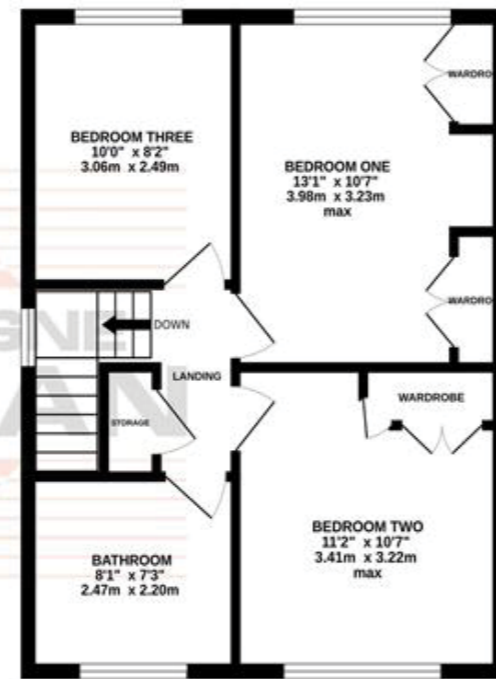 BEDROOM THREE
10'0" x 8'2"
3.06m x 2.49m
BEDROOM ONE
13'1" x 10'7"
3.98m x 3.23m
max
WARDRO
WARDRO
DOWN
LANDING
STORAGE
WARDROBE
BATHROOM
8'1" x 7'3"
2.47m x 2.20m
BEDROOM TWO
11'2" x 10'7"
3.41m x 3.22m
max